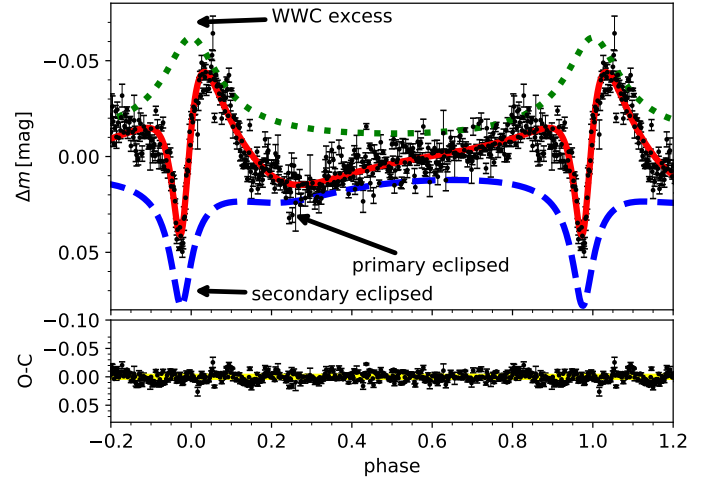 WWC excess
−0.05
0.00
0.05
Δm [mag]
primary eclipsed
secondary eclipsed
−0.10
−0.05
0.00
0.05
O-C
−0.2 0.0 0.2 0.4 0.6 0.8 1.0 1.2
phase